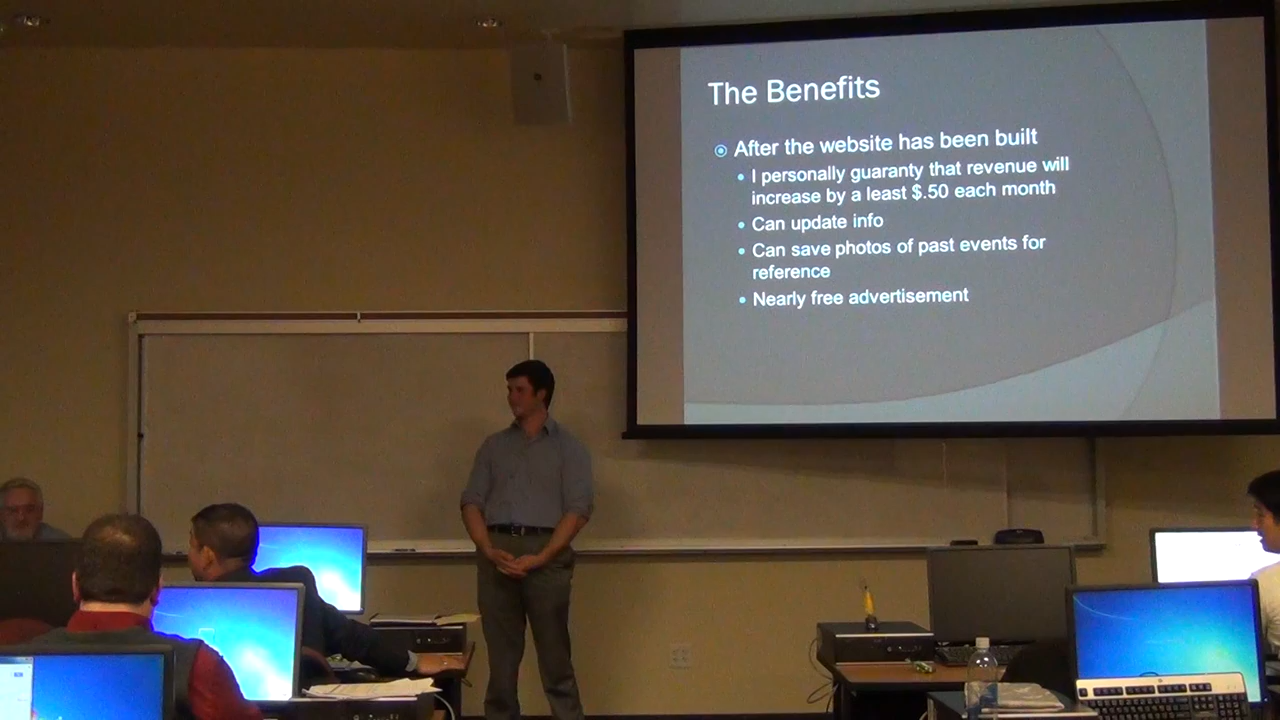 The Benefits
After the website has been built
I personally guaranty that revenue will
increase by a least $.50 each month
Can update info
Can save photos of past events for
reference
Nearly free advertisement